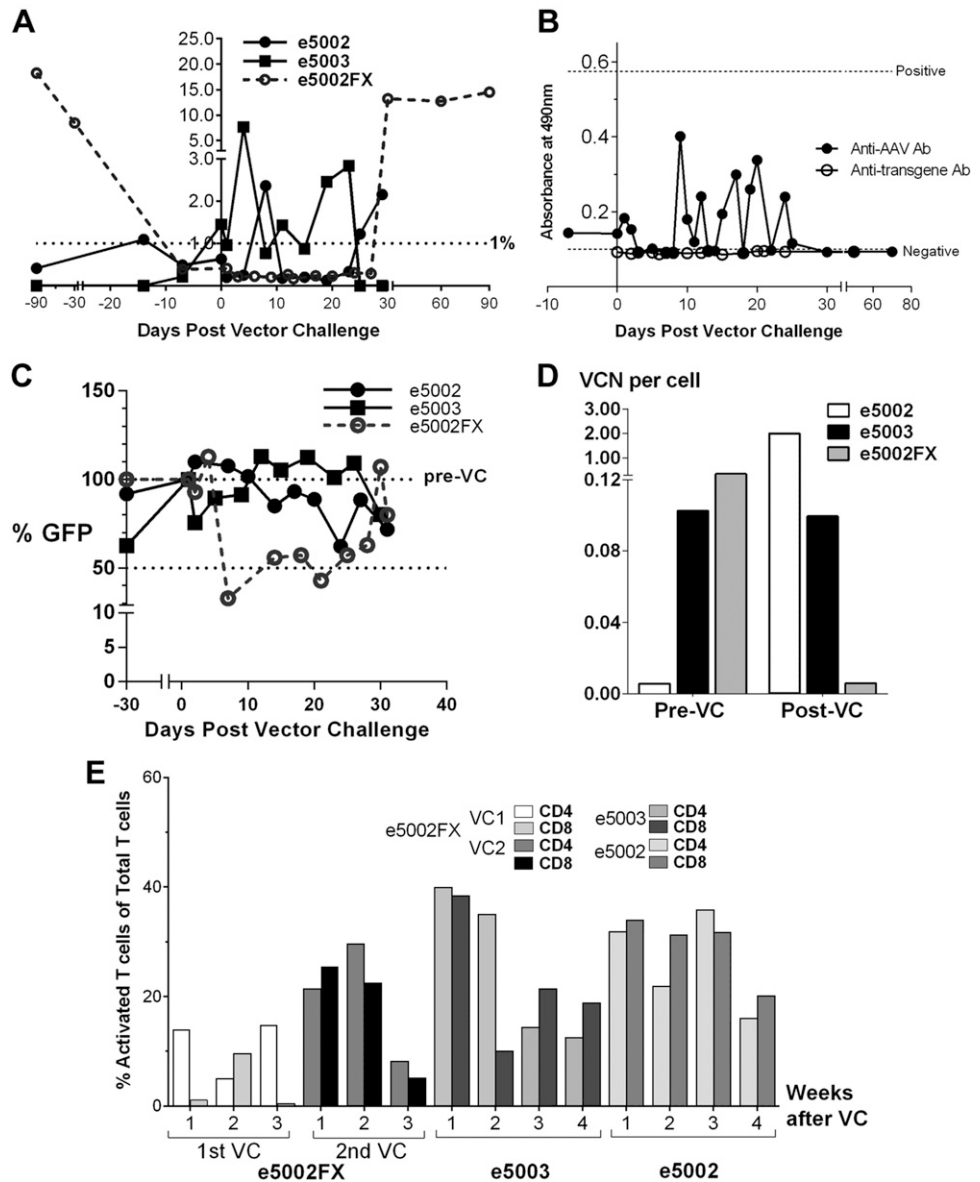 A
25.0
20.0
15.0
10.0
5.0
3.0
2.0
1.0
0.0
e5002
e5003
e5002FX
1%
-90 -30 -20 -10 0 10 20 30 60 90
Days Post Vector Challenge
B
Absorbance at 490nm
0.6
0.4
0.2
Positive
Anti-AAV Ab
Anti-transgene Ab
Negative
-10 0 10 20 30 60 70 80
Days Post Vector Challenge
C
% GFP
150
100
50
10
5
0
e5002
e5003
e5002FX
pre-VC
-30 0 10 20 30 40
Days Post Vector Challenge
D VCN per cell
3.00
2.00
1.00
0.12
0.08
0.04
0.00
e5002
e5003
e5002FX
Pre-VC Post-VC
E
% Activated T cells of Total T cells
60
40
20
0
e5002FX
VC1 CD4
CD8
VC2 CD4
CD8
e5003 CD4
CD8
e5002 CD4
CD8
1 2 3 1 2 3 1 2 3 4 1 2 3 4
Weeks
after VC
1st VC 2nd VC
e5002FX e5003 e5002